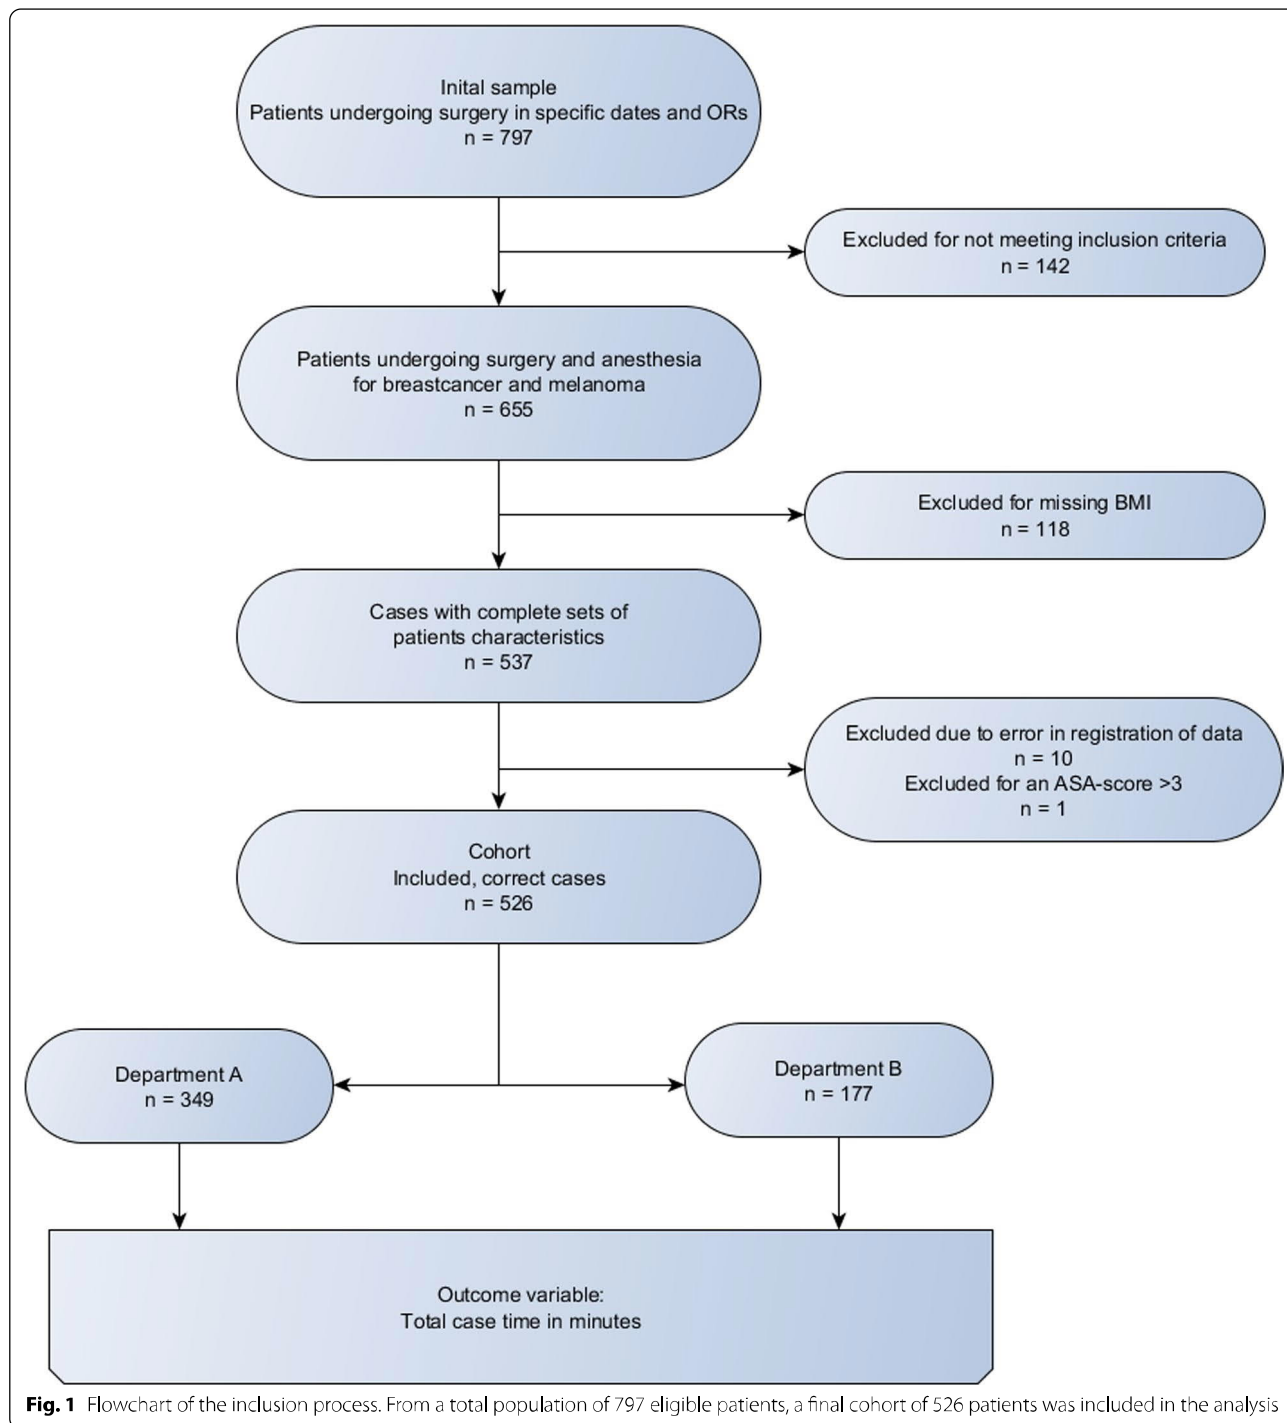 Inital sample
Patients undergoing surgery in specific dates and ORs
n = 797
Excluded for not meeting inclusion criteria
n = 142
Patients undergoing surgery and anesthesia
for breastcancer and melanoma
n = 655
Excluded for missing BMI
n = 118
Cases with complete sets of
patients characteristics
n = 537
Excluded due to error in registration of data
n = 10
Excluded for an ASA-score >3
n = 1
Cohort
Included, correct cases
n = 526
Department A
n = 349
Department B
n = 177
Outcome variable:
Total case time in minutes
Fig. 1 Flowchart of the inclusion process. From a total population of 797 eligible patients, a final cohort of 526 patients was included in the analysis